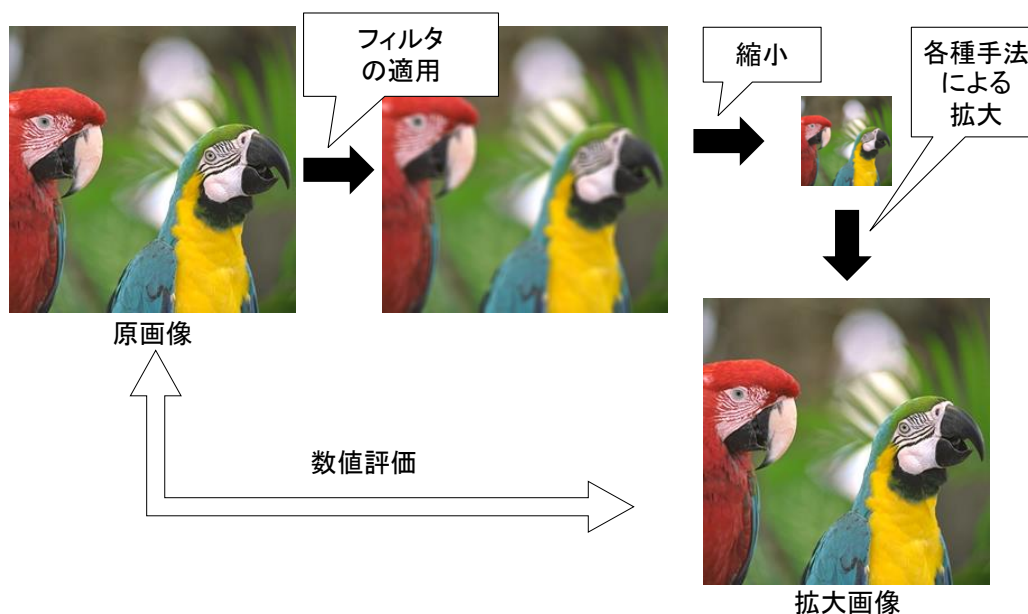 フィルタ
の適用
縮小
各種手法
による
拡大
原画像
数値評価
拡大画像